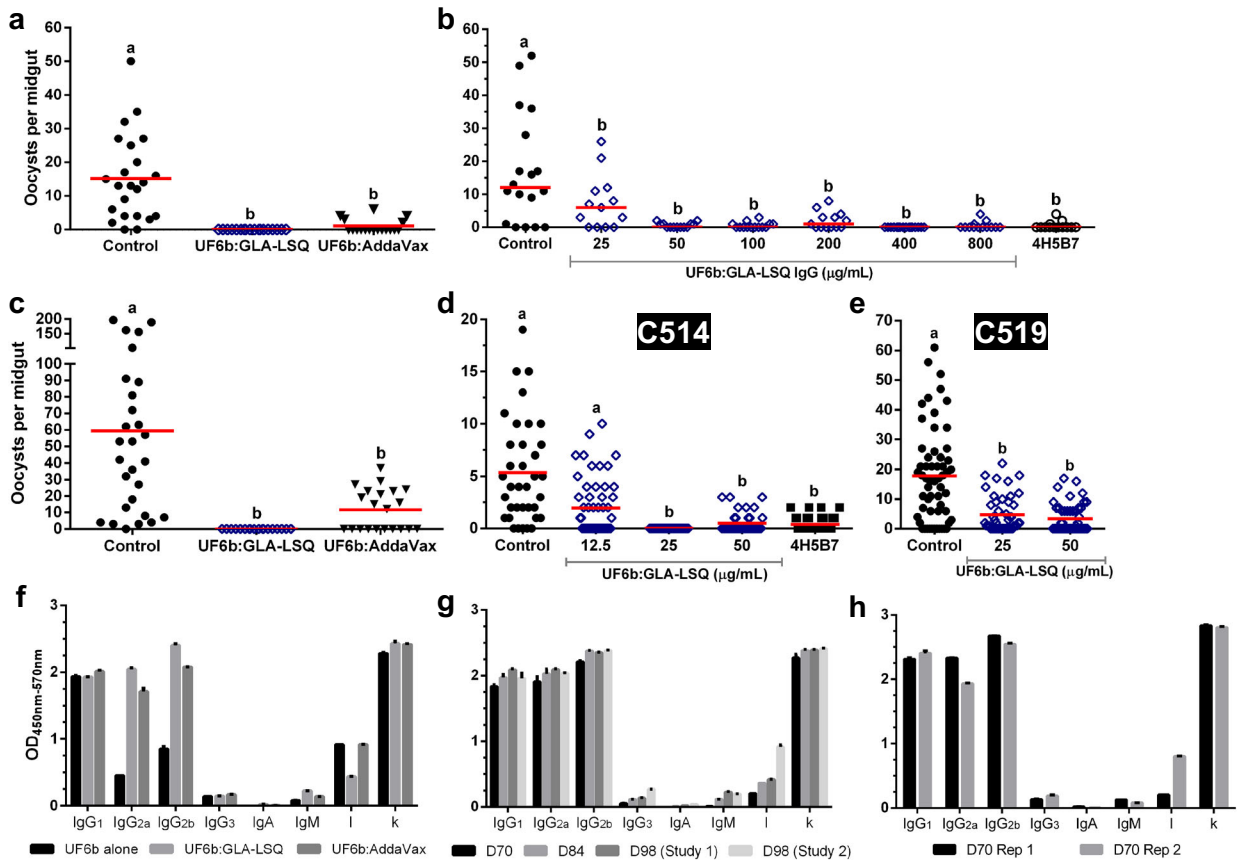 a
Oocysts per midgut
60
50
40
30
20
10
0
a
b
b
Control
UF6b:GLA-LSQ
UF6b:AddaVax
b
60
50
40
30
20
10
0
a
b
b
b
b
b
b
b
Control
25
50
100
200
400
800
4H5B7
UF6b:GLA-LSQ IgG (µg/mL)
c
Oocysts per midgut
200
150
100
90
80
70
60
50
40
30
20
10
0
a
b
b
Control
UF6b:GLA-LSQ
UF6b:AddaVax
d
C514
20
15
10
5
0
a
a
b
b
b
Control
12.5
25
50
4H5B7
UF6b:GLA-LSQ (µg/mL)
e
C519
70
60
50
40
30
20
10
0
a
b
b
Control
25
50
UF6b:GLA-LSQ (µg/mL)
f
OD450nm-570nm
3
2
1
0
IgG1
IgG2a
IgG2b
IgG3
IgA
IgM
l
k
UF6b alone
UF6b:GLA-LSQ
UF6b:AddaVax
g
3
2
1
0
IgG1
IgG2a
IgG2b
IgG3
IgA
IgM
l
k
D70
D84
D98 (Study 1)
D98 (Study 2)
h
3
2
1
0
IgG1
IgG2a
IgG2b
IgG3
IgA
IgM
l
k
D70 Rep 1
D70 Rep 2